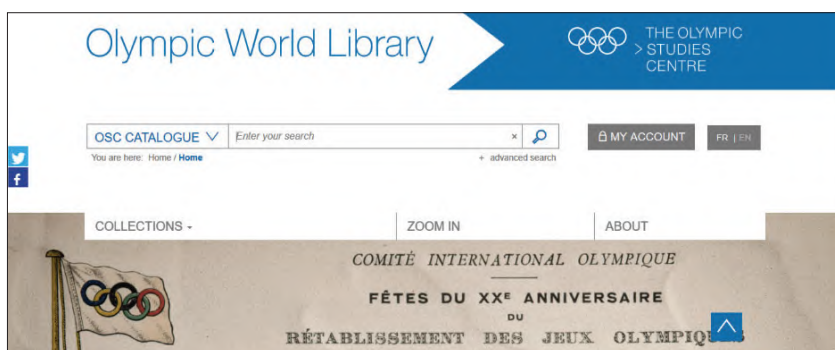 Olympic World Library
THE OLYMPIC
> STUDIES
CENTRE
OSC CATALOGUE
Enter your search
×
MY ACCOUNT
FR | EN
You are here: Home / Home
+ advanced search
COLLECTIONS
ZOOM IN
ABOUT
COMITÉ INTERNATIONAL OLYMPIQUE
FÊTES DU XXE ANNIVERSAIRE
DU
RÉTABLISSEMENT DES JEUX OLYMPIQUES